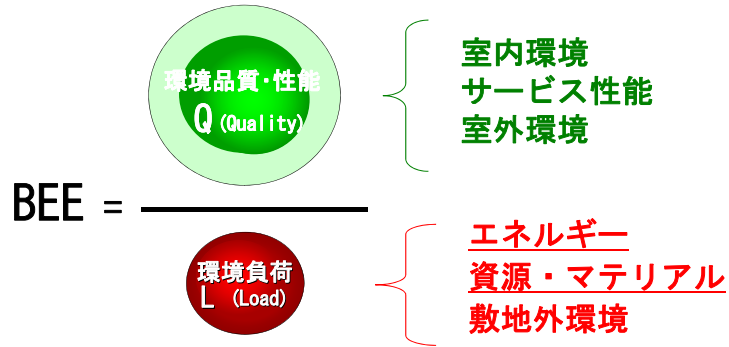 環境品質・性能
Q (Quality)
室内環境
サービス性能
室外環境
BEE =
環境負荷
L (Load)
エネルギー
資源・マテリアル
敷地外環境